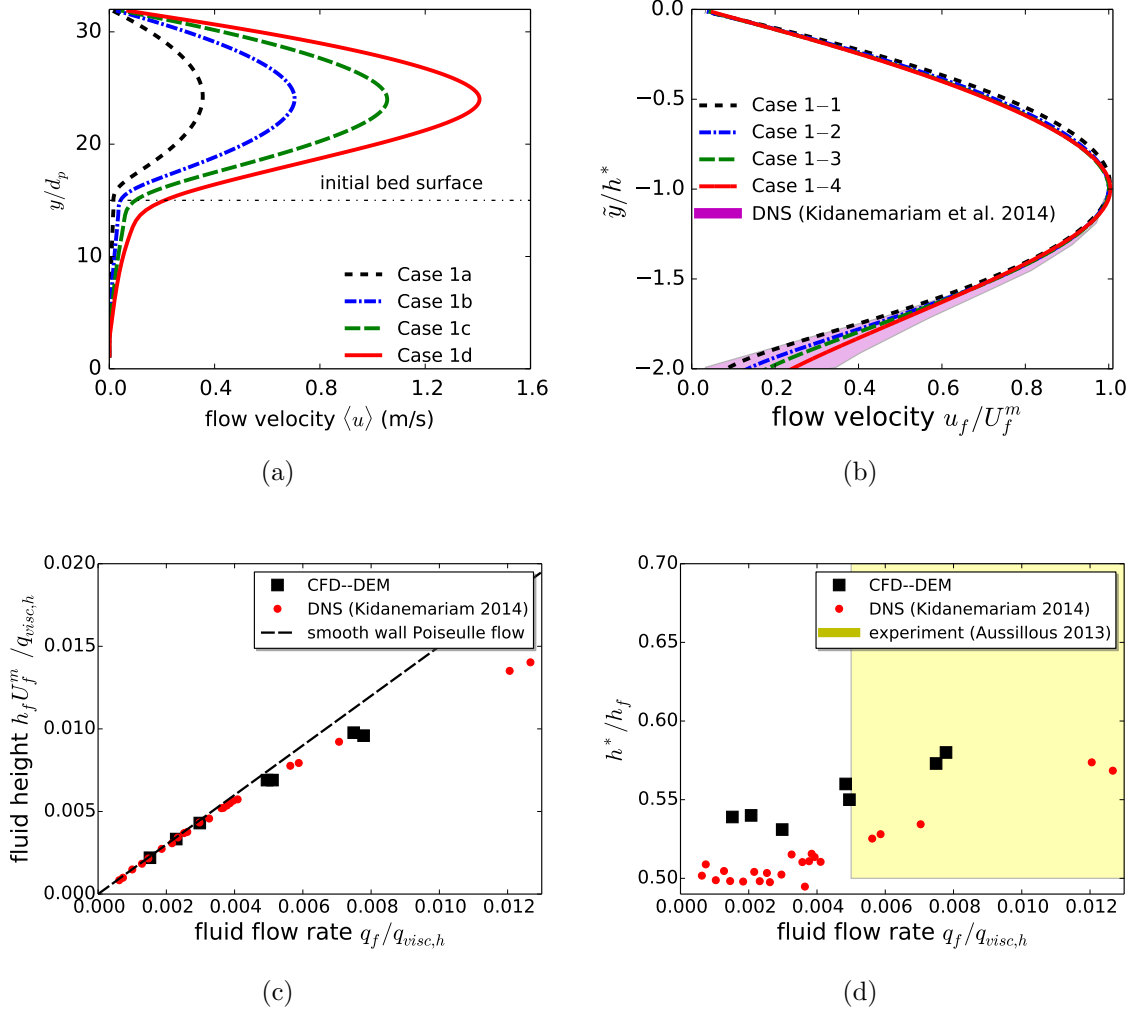 30
20
10
0
y/d_p
initial bed surface
Case 1a
Case 1b
Case 1c
Case 1d
0.0 0.4 0.8 1.2 1.6
flow velocity ⟨u⟩ (m/s)
(a)
0.0
−0.5
−1.0
−1.5
−2.0
ỹ/h*
Case 1−1
Case 1−2
Case 1−3
Case 1−4
DNS (Kidanemariam et al. 2014)
0.0 0.2 0.4 0.6 0.8 1.0
flow velocity u_f/U_f^m
(b)
0.020
0.015
0.010
0.005
0.000
fluid height h_f U_f^m/q_{visc,h}
CFD--DEM
DNS (Kidanemariam 2014)
smooth wall Poiseulle flow
0.000 0.002 0.004 0.006 0.008 0.010 0.012
fluid flow rate q_f/q_{visc,h}
(c)
0.70
0.65
0.60
0.55
0.50
h*/h_f
CFD--DEM
DNS (Kidanemariam 2014)
experiment (Aussillous 2013)
0.000 0.002 0.004 0.006 0.008 0.010 0.012
fluid flow rate q_f/q_{visc,h}
(d)